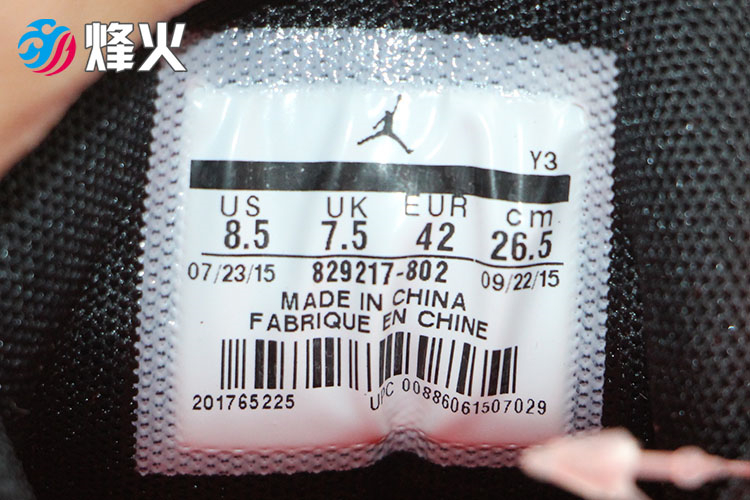 烽火
Y3
US UK EUR cm
8.5 7.5 42 26.5
07/23/15 829217-802 09/22/15
MADE IN CHINA
FABRIQUE EN CHINE
201765225 UPC 00886061507029